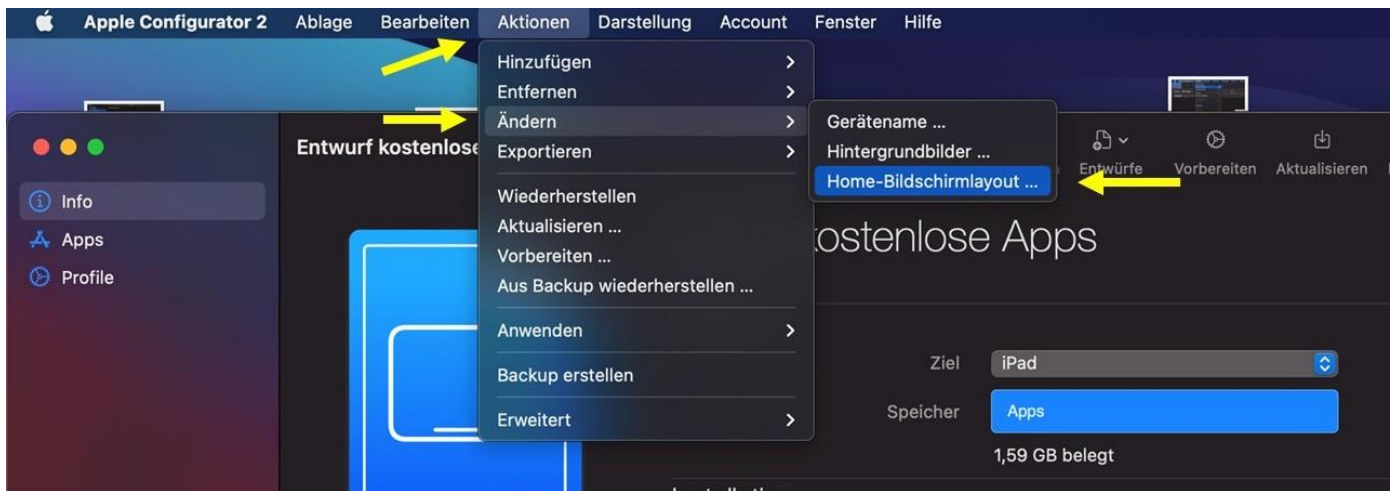 Apple Configurator 2 Ablage Bearbeiten Aktionen Darstellung Account Fenster Hilfe
Hinzufügen
Entfernen
Ändern
Exportieren
Wiederherstellen
Aktualisieren ...
Vorbereiten ...
Aus Backup wiederherstellen ...
Anwenden
Backup erstellen
Erweitert
Gerätename ...
Hintergrundbilder ...
Home-Bildschirmlayout ...
Entwurf kostenlose
Entwürfe Vorbereiten Aktualisieren
Info
Apps
Profile
kostenlose Apps
Ziel iPad
Speicher Apps
1,59 GB belegt